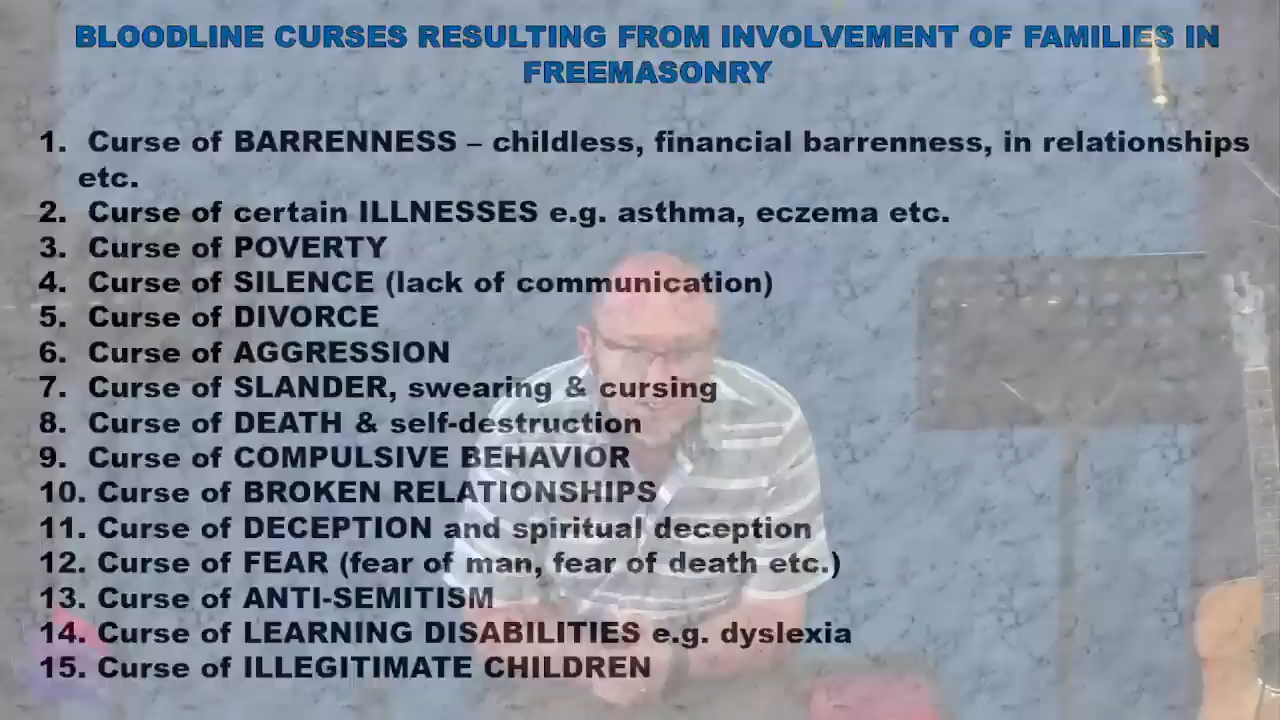 BLOODLINE CURSES RESULTING FROM INVOLVEMENT OF FAMILIES IN
FREEMASONRY
1. Curse of BARRENNESS – childless, financial barrenness, in relationships
etc.
2. Curse of certain ILLNESSES e.g. asthma, eczema etc.
3. Curse of POVERTY
4. Curse of SILENCE (lack of communication)
5. Curse of DIVORCE
6. Curse of AGGRESSION
7. Curse of SLANDER, swearing & cursing
8. Curse of DEATH & self-destruction
9. Curse of COMPULSIVE BEHAVIOR
10. Curse of BROKEN RELATIONSHIPS
11. Curse of DECEPTION and spiritual deception
12. Curse of FEAR (fear of man, fear of death etc.)
13. Curse of ANTI-SEMITISM
14. Curse of LEARNING DISABILITIES e.g. dyslexia
15. Curse of ILLEGITIMATE CHILDREN